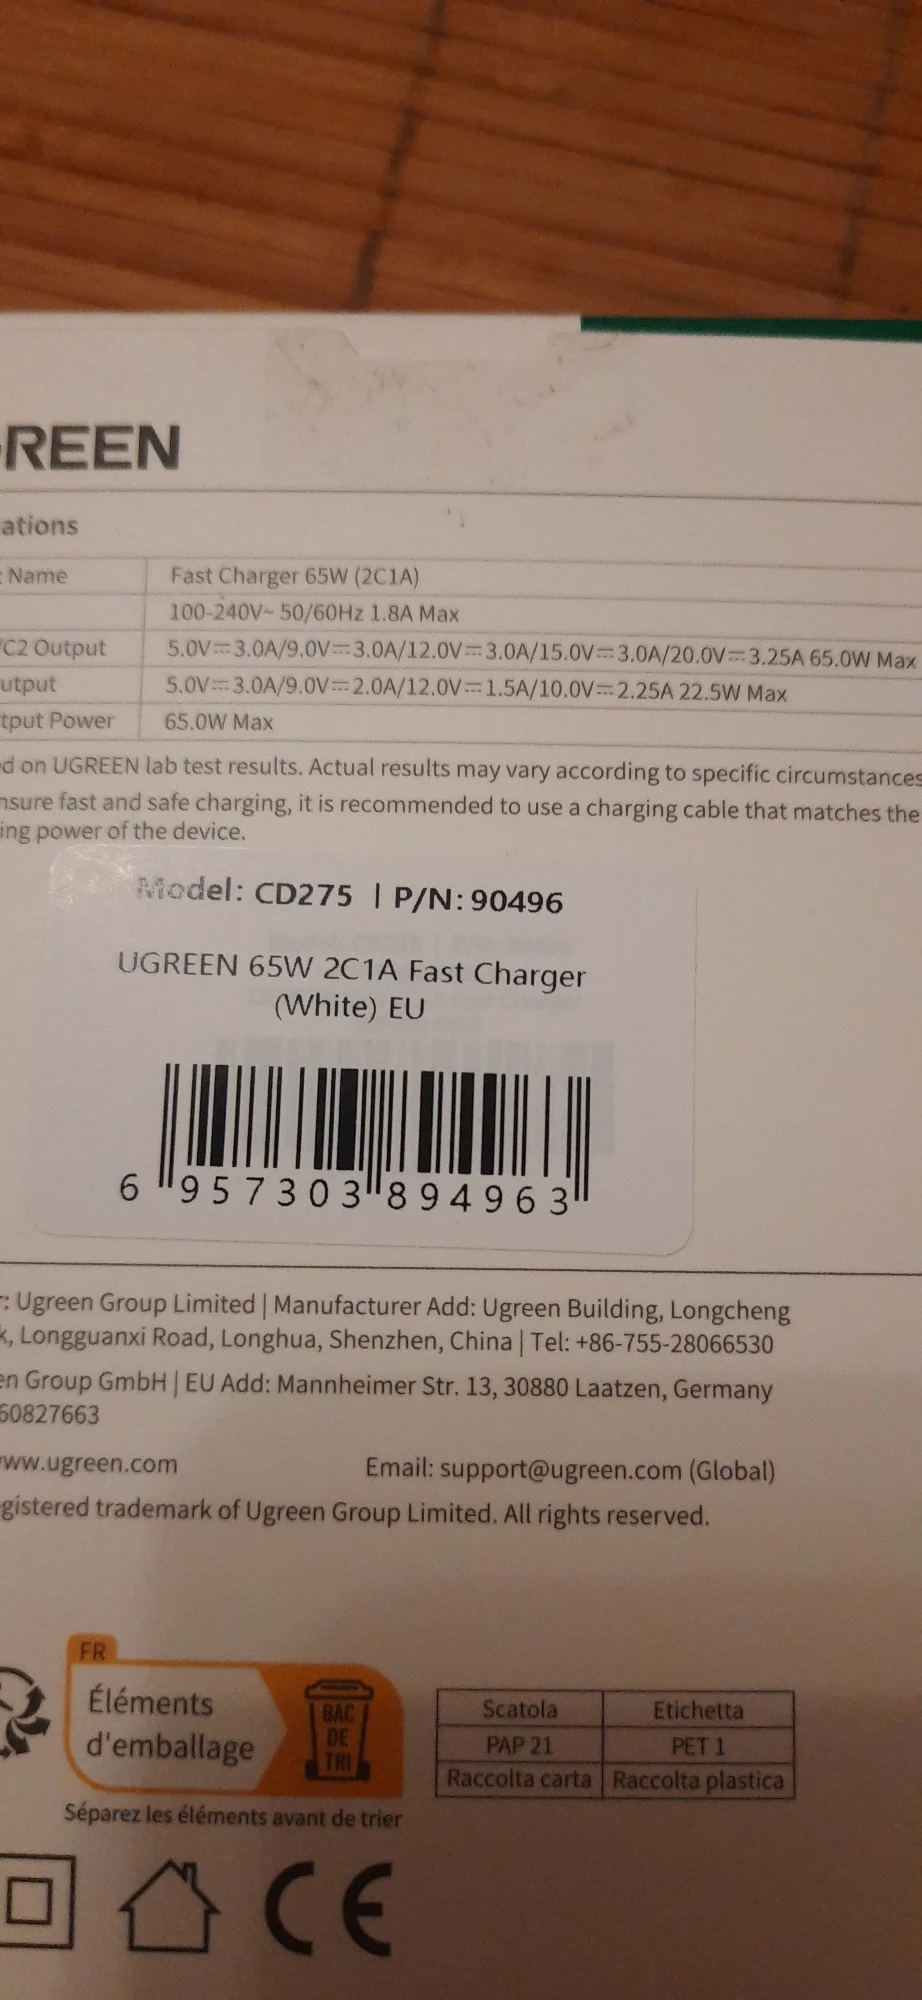 GREEN
ations
Name
Fast Charger 65W (2C1A)
100-240V~ 50/60Hz 1.8A Max
C2 Output
5.0V⎓3.0A/9.0V⎓3.0A/12.0V⎓3.0A/15.0V⎓3.0A/20.0V⎓3.25A 65.0W Max
utput
5.0V⎓3.0A/9.0V⎓2.0A/12.0V⎓1.5A/10.0V⎓2.25A 22.5W Max
tput Power
65.0W Max
d on UGREEN lab test results. Actual results may vary according to specific circumstances
nsure fast and safe charging, it is recommended to use a charging cable that matches the
ing power of the device.
Model: CD275 | P/N: 90496
UGREEN 65W 2C1A Fast Charger
(White) EU
6 957303 894963
r: Ugreen Group Limited | Manufacturer Add: Ugreen Building, Longcheng
k, Longguanxi Road, Longhua, Shenzhen, China | Tel: +86-755-28066530
en Group GmbH | EU Add: Mannheimer Str. 13, 30880 Laatzen, Germany
60827663
www.ugreen.com
Email: support@ugreen.com (Global)
gistered trademark of Ugreen Group Limited. All rights reserved.
FR
Éléments
d'emballage
BAC
DE
TRI
Séparez les éléments avant de trier
Scatola Etichetta
PAP 21 PET 1
Raccolta carta Raccolta plastica
CE